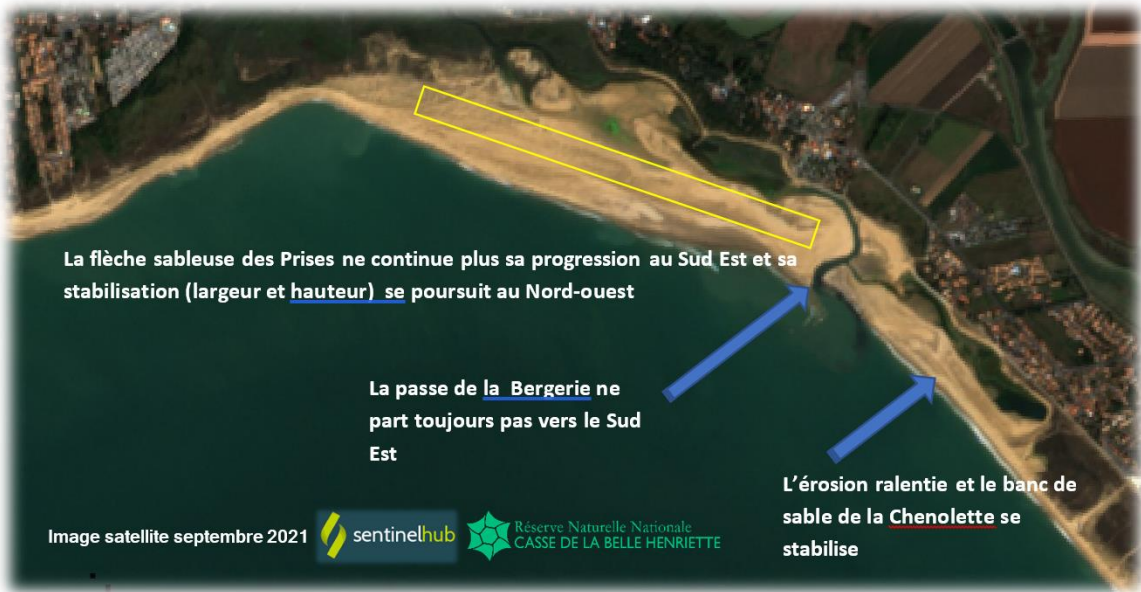 La flèche sableuse des Prises ne continue plus sa progression au Sud Est et sa
stabilisation (largeur et hauteur) se poursuit au Nord-ouest
La passe de la Bergerie ne
part toujours pas vers le Sud
Est
L'érosion ralentie et le banc de
sable de la Chenolette se
stabilise
Image satellite septembre 2021
sentinelhub
Réserve Naturelle Nationale
CASSE DE LA BELLE HENRIETTE